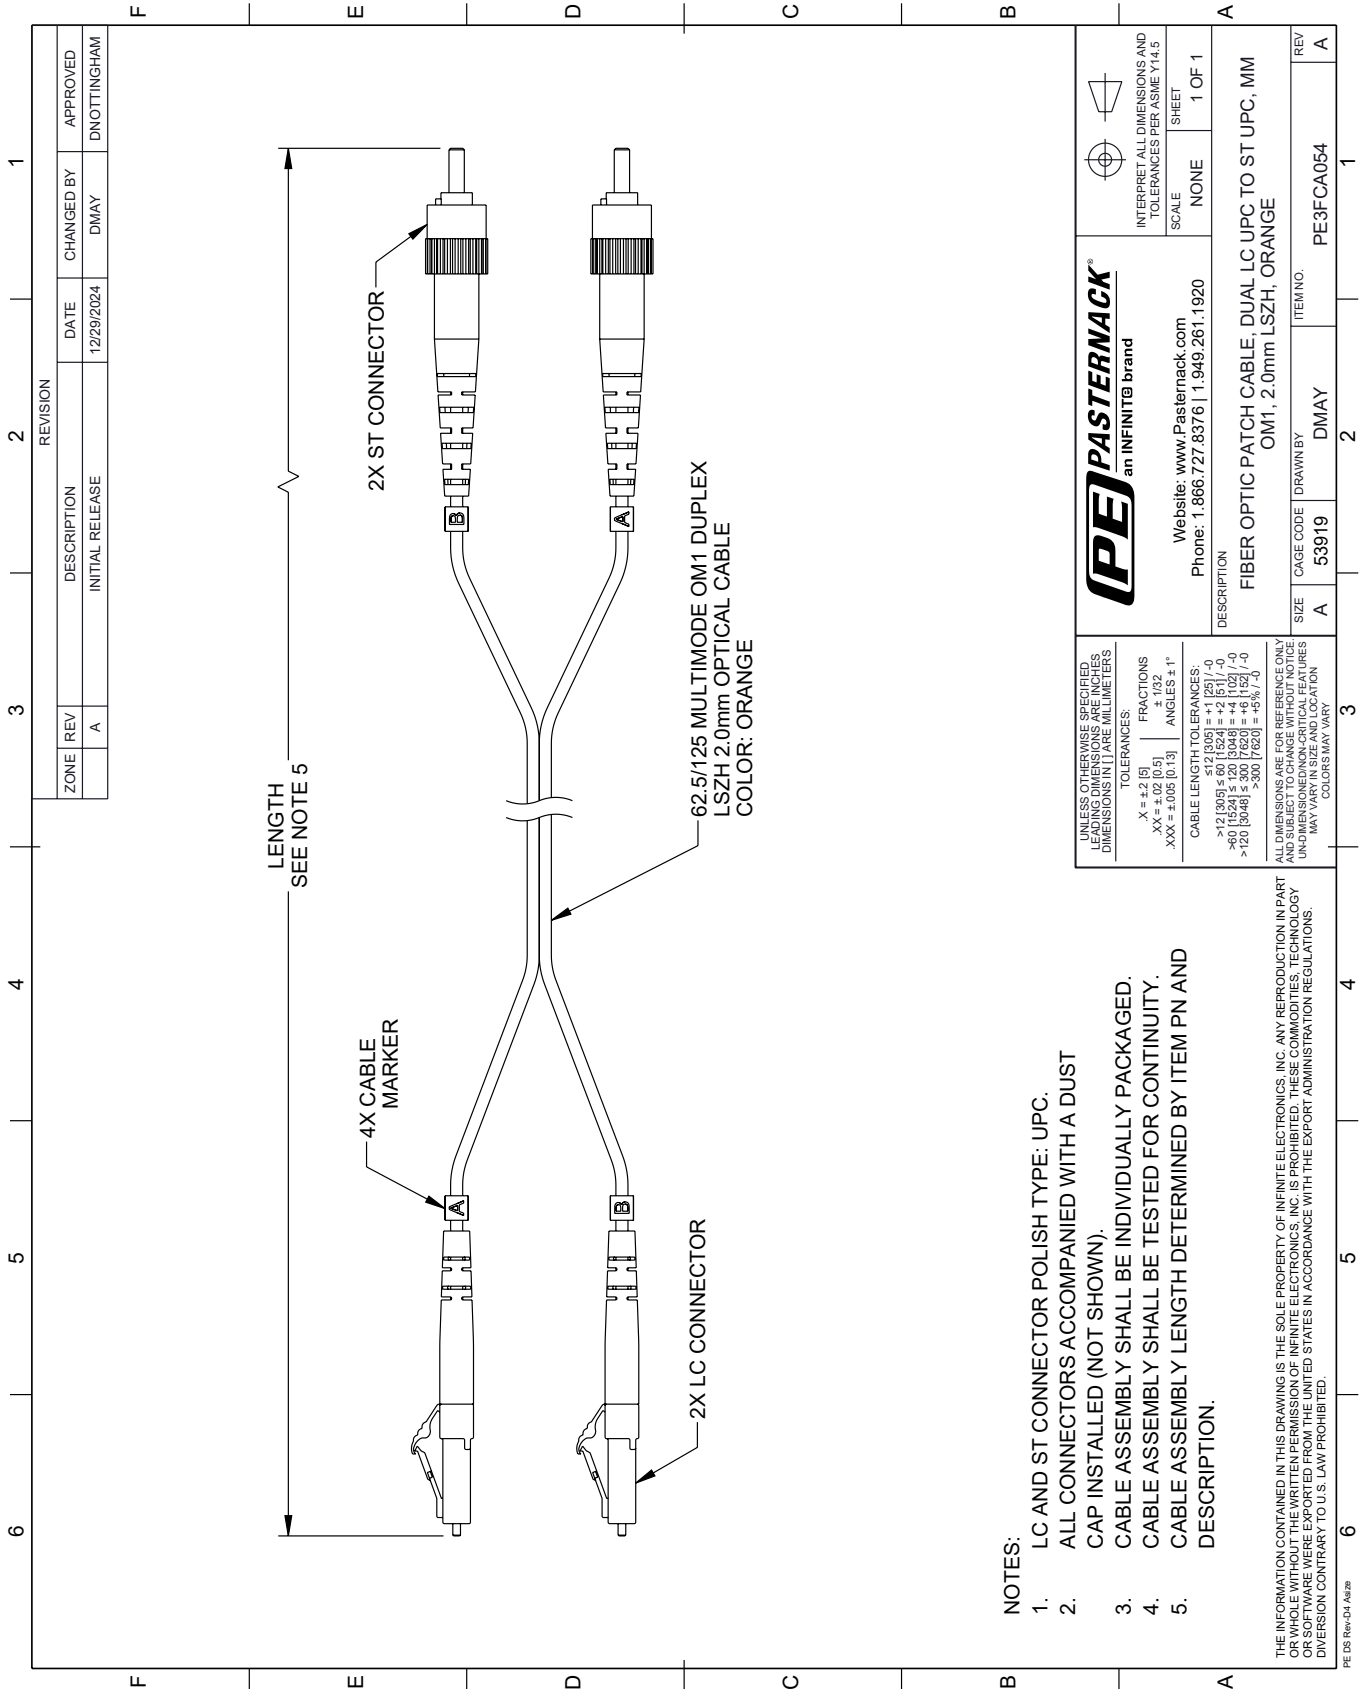 6
5
4
3
2
1
F
E
D
C
B
A
REVISION
ZONE REV DESCRIPTION DATE CHANGED BY APPROVED
A INITIAL RELEASE 12/29/2024 DMAY DNOTTINGHAM
LENGTH
SEE NOTE 5
4X CABLE
MARKER
2X ST CONNECTOR
A
B
B
A
2X LC CONNECTOR
62.5/125 MULTIMODE OM1 DUPLEX
LSZH 2.0mm OPTICAL CABLE
COLOR: ORANGE
NOTES:
1. LC AND ST CONNECTOR POLISH TYPE: UPC.
2. ALL CONNECTORS ACCOMPANIED WITH A DUST
CAP INSTALLED (NOT SHOWN).
3. CABLE ASSEMBLY SHALL BE INDIVIDUALLY PACKAGED.
4. CABLE ASSEMBLY SHALL BE TESTED FOR CONTINUITY.
5. CABLE ASSEMBLY LENGTH DETERMINED BY ITEM PN AND
DESCRIPTION.
THE INFORMATION CONTAINED IN THIS DRAWING IS THE SOLE PROPERTY OF INFINITE ELECTRONICS, INC. ANY REPRODUCTION IN PART
OR WHOLE WITHOUT THE WRITTEN PERMISSION OF INFINITE ELECTRONICS, INC. IS PROHIBITED. THESE COMMODITIES, TECHNOLOGY
OR SOFTWARE WERE EXPORTED FROM THE UNITED STATES IN ACCORDANCE WITH THE EXPORT ADMINISTRATION REGULATIONS.
DIVERSION CONTRARY TO U.S. LAW PROHIBITED.
UNLESS OTHERWISE SPECIFIED
LEADING DIMENSIONS ARE INCHES
DIMENSIONS IN [ ] ARE MILLIMETERS
TOLERANCES:
.X = ±.2 [5] FRACTIONS
.XX = ±.02 [0.5] ± 1/32
.XXX = ±.005 [0.13] ANGLES ± 1°
CABLE LENGTH TOLERANCES:
≤12 [305] = +1 [25] / -0
>12 [305] ≤ 60 [1524] = +2 [51] / -0
>60 [1524] ≤ 120 [3048] = +4 [102] / -0
>120 [3048] ≤ 300 [7620] = +6 [152] / -0
>300 [7620] = +5% / -0
ALL DIMENSIONS ARE FOR REFERENCE ONLY
AND SUBJECT TO CHANGE WITHOUT NOTICE.
UN-DIMENSIONED/NON-CRITICAL FEATURES
MAY VARY IN SIZE AND LOCATION
COLORS MAY VARY
PE PASTERNACK®
an INFINIT@ brand
Website: www.Pasternack.com
Phone: 1.866.727.8376 | 1.949.261.1920
INTERPRET ALL DIMENSIONS AND
TOLERANCES PER ASME Y14.5
SCALE NONE
SHEET 1 OF 1
DESCRIPTION
FIBER OPTIC PATCH CABLE, DUAL LC UPC TO ST UPC, MM
OM1, 2.0mm LSZH, ORANGE
SIZE CAGE CODE DRAWN BY ITEM NO. REV
A 53919 DMAY PE3FCA054 A
6
5
4
3
2
1
F
E
D
C
B
A
PE DS Rev-D4 Asize